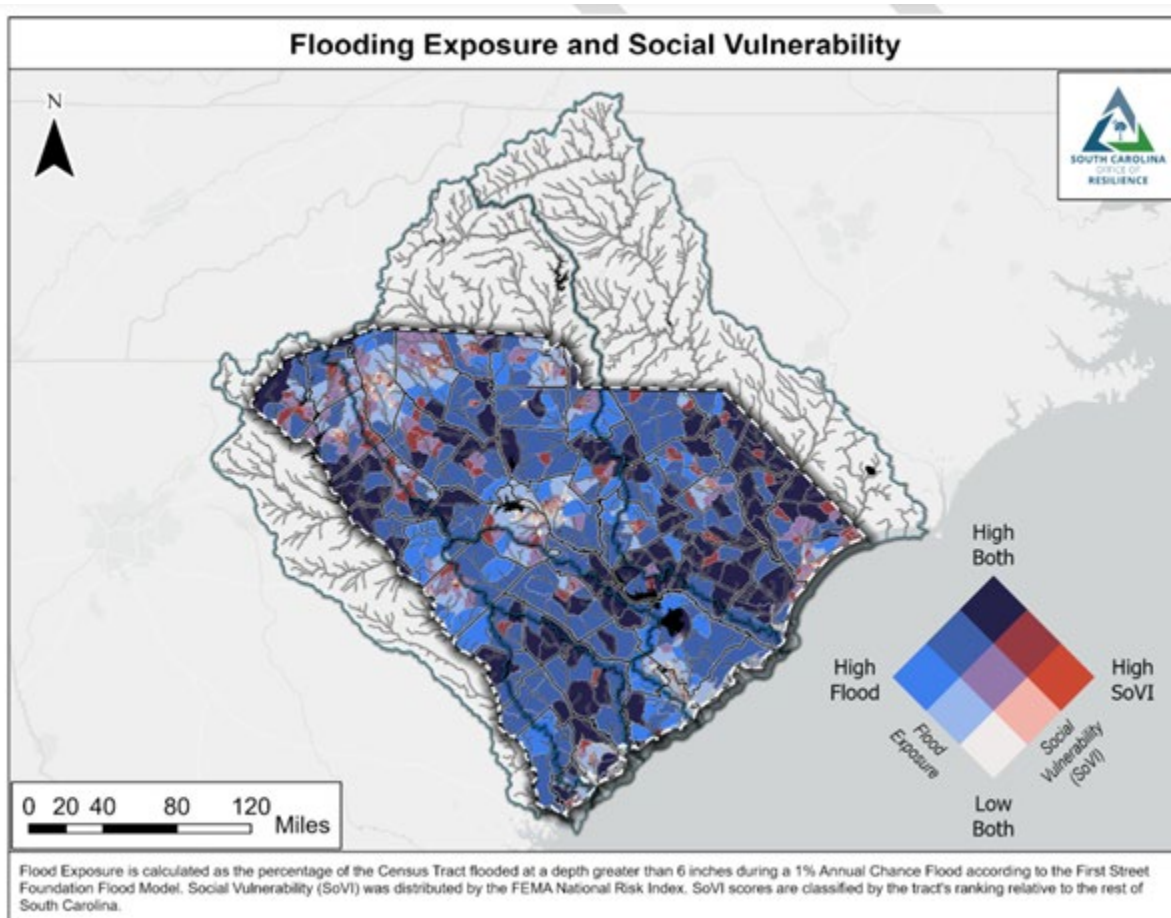 Flooding Exposure and Social Vulnerability
N
SOUTH CAROLINA
OFFICE OF
RESILIENCE
High
Both
High
Flood
High
SoVI
Flood
Exposure
Social
Vulnerability
(SoVI)
Low
Both
0 20 40 80 120
Miles
Flood Exposure is calculated as the percentage of the Census Tract flooded at a depth greater than 6 inches during a 1% Annual Chance Flood according to the First Street
Foundation Flood Model. Social Vulnerability (SoVI) was distributed by the FEMA National Risk Index. SoVI scores are classified by the tract's ranking relative to the rest of
South Carolina.